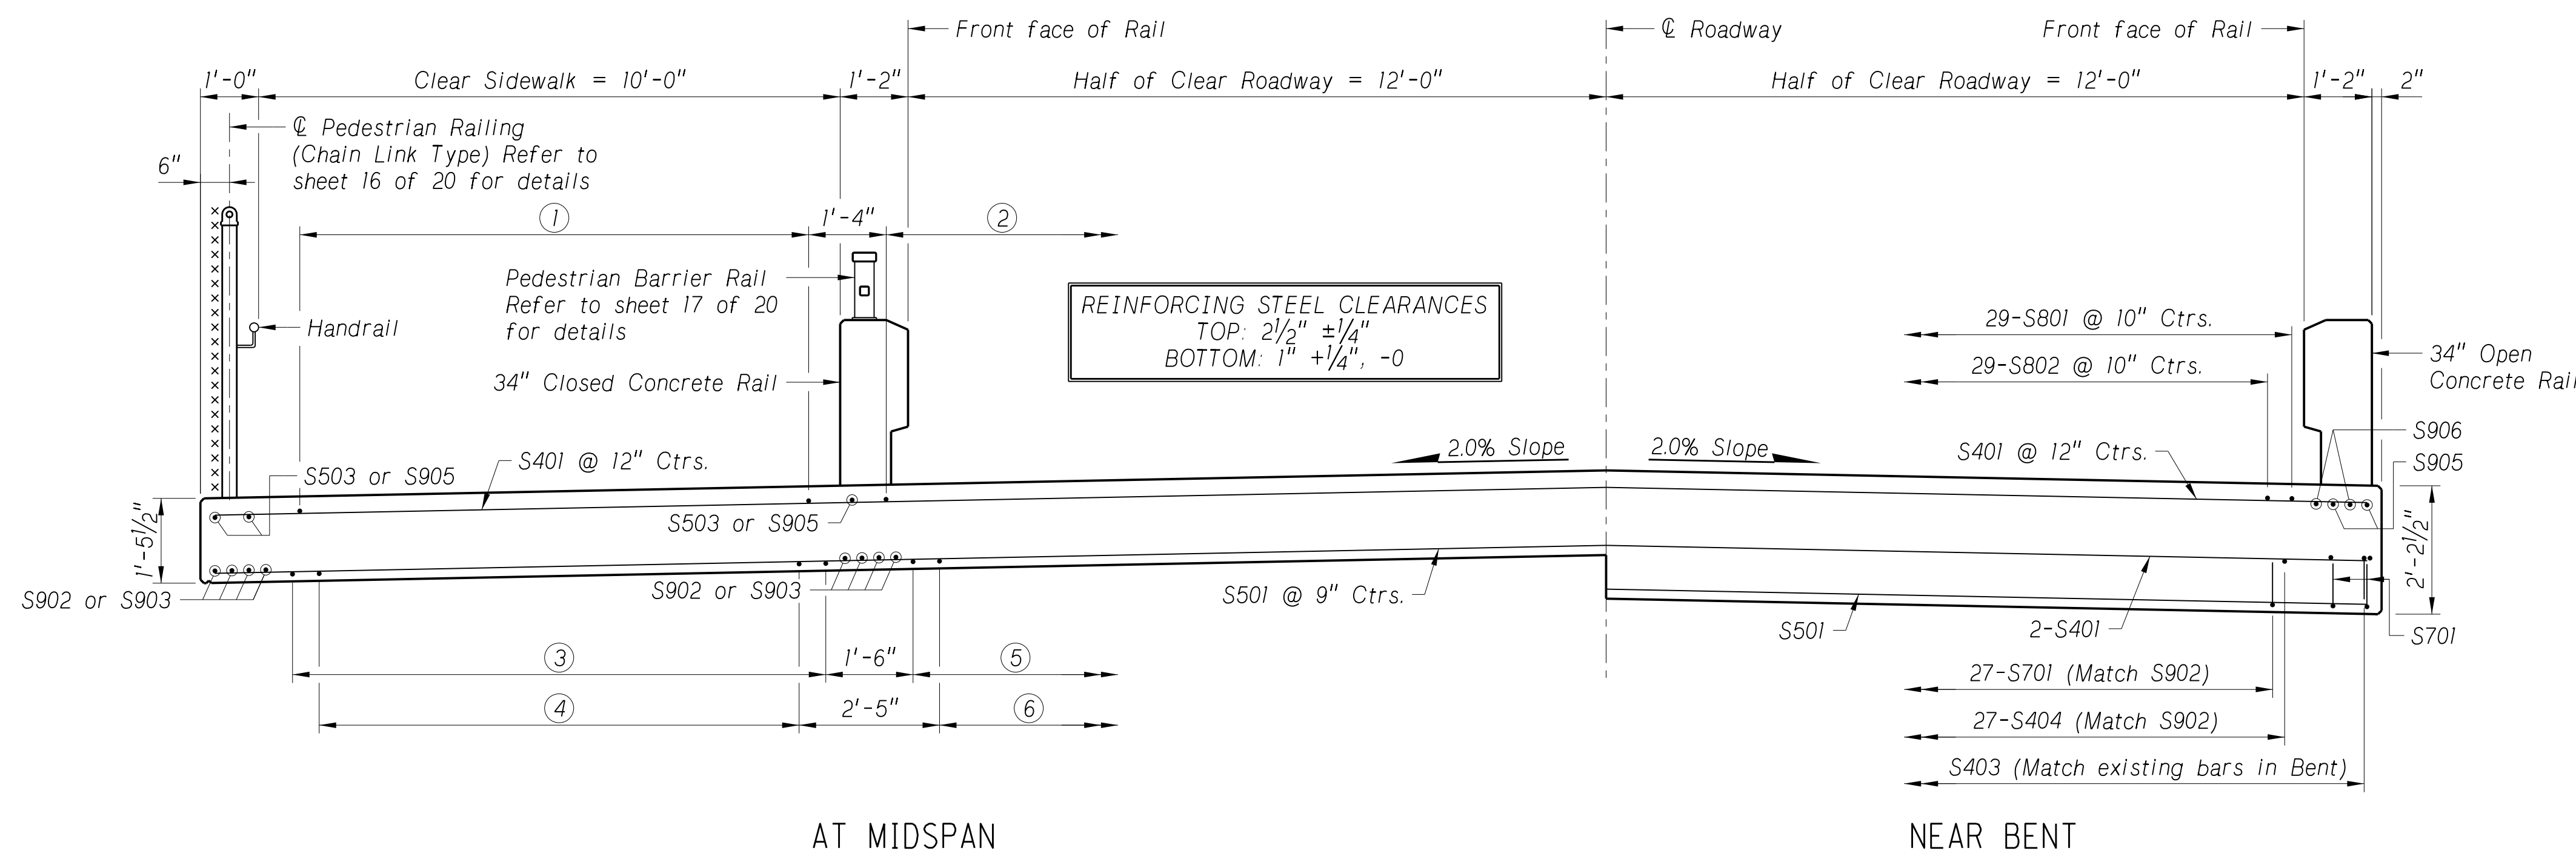 Front face of Rail
℄ Roadway
Front face of Rail
1'-0"
Clear Sidewalk = 10'-0"
1'-2"
Half of Clear Roadway = 12'-0"
Half of Clear Roadway = 12'-0"
1'-2"
2"
℄ Pedestrian Railing
(Chain Link Type) Refer to
sheet 16 of 20 for details
6"
1
1'-4"
2
Pedestrian Barrier Rail
Refer to sheet 17 of 20
for details
Handrail
34" Closed Concrete Rail
REINFORCING STEEL CLEARANCES
TOP: 2 1/2" ±1/4"
BOTTOM: 1" +1/4", -0
29-S801 @ 10" Ctrs.
29-S802 @ 10" Ctrs.
34" Open
Concrete Rail
S906
S905
2.0% Slope
2.0% Slope
S401 @ 12" Ctrs.
S401 @ 12" Ctrs.
S503 or S905
S503 or S905
1'-5 1/2"
2'-2 1/2"
S902 or S903
S902 or S903
S501 @ 9" Ctrs.
S501
2-S401
S701
3
1'-6"
5
4
2'-5"
6
27-S701 (Match S902)
27-S404 (Match S902)
S403 (Match existing bars in Bent)
AT MIDSPAN
NEAR BENT